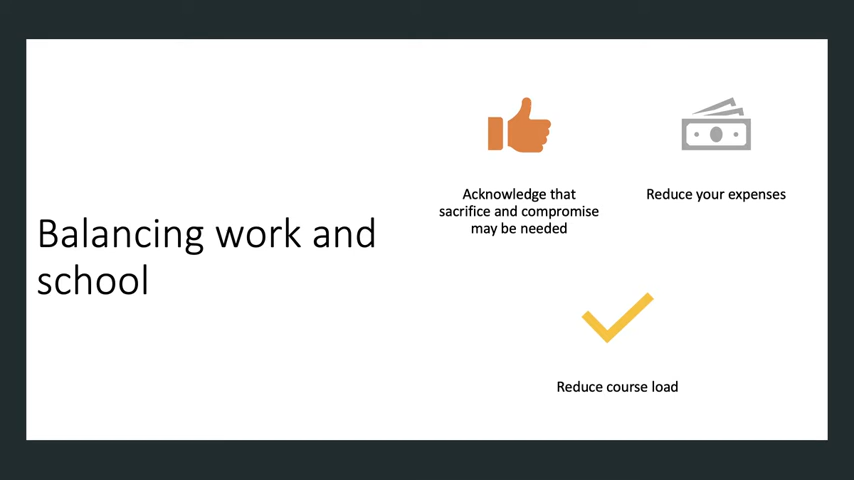 Balancing work and
school
Acknowledge that
sacrifice and compromise
may be needed
Reduce your expenses
Reduce course load